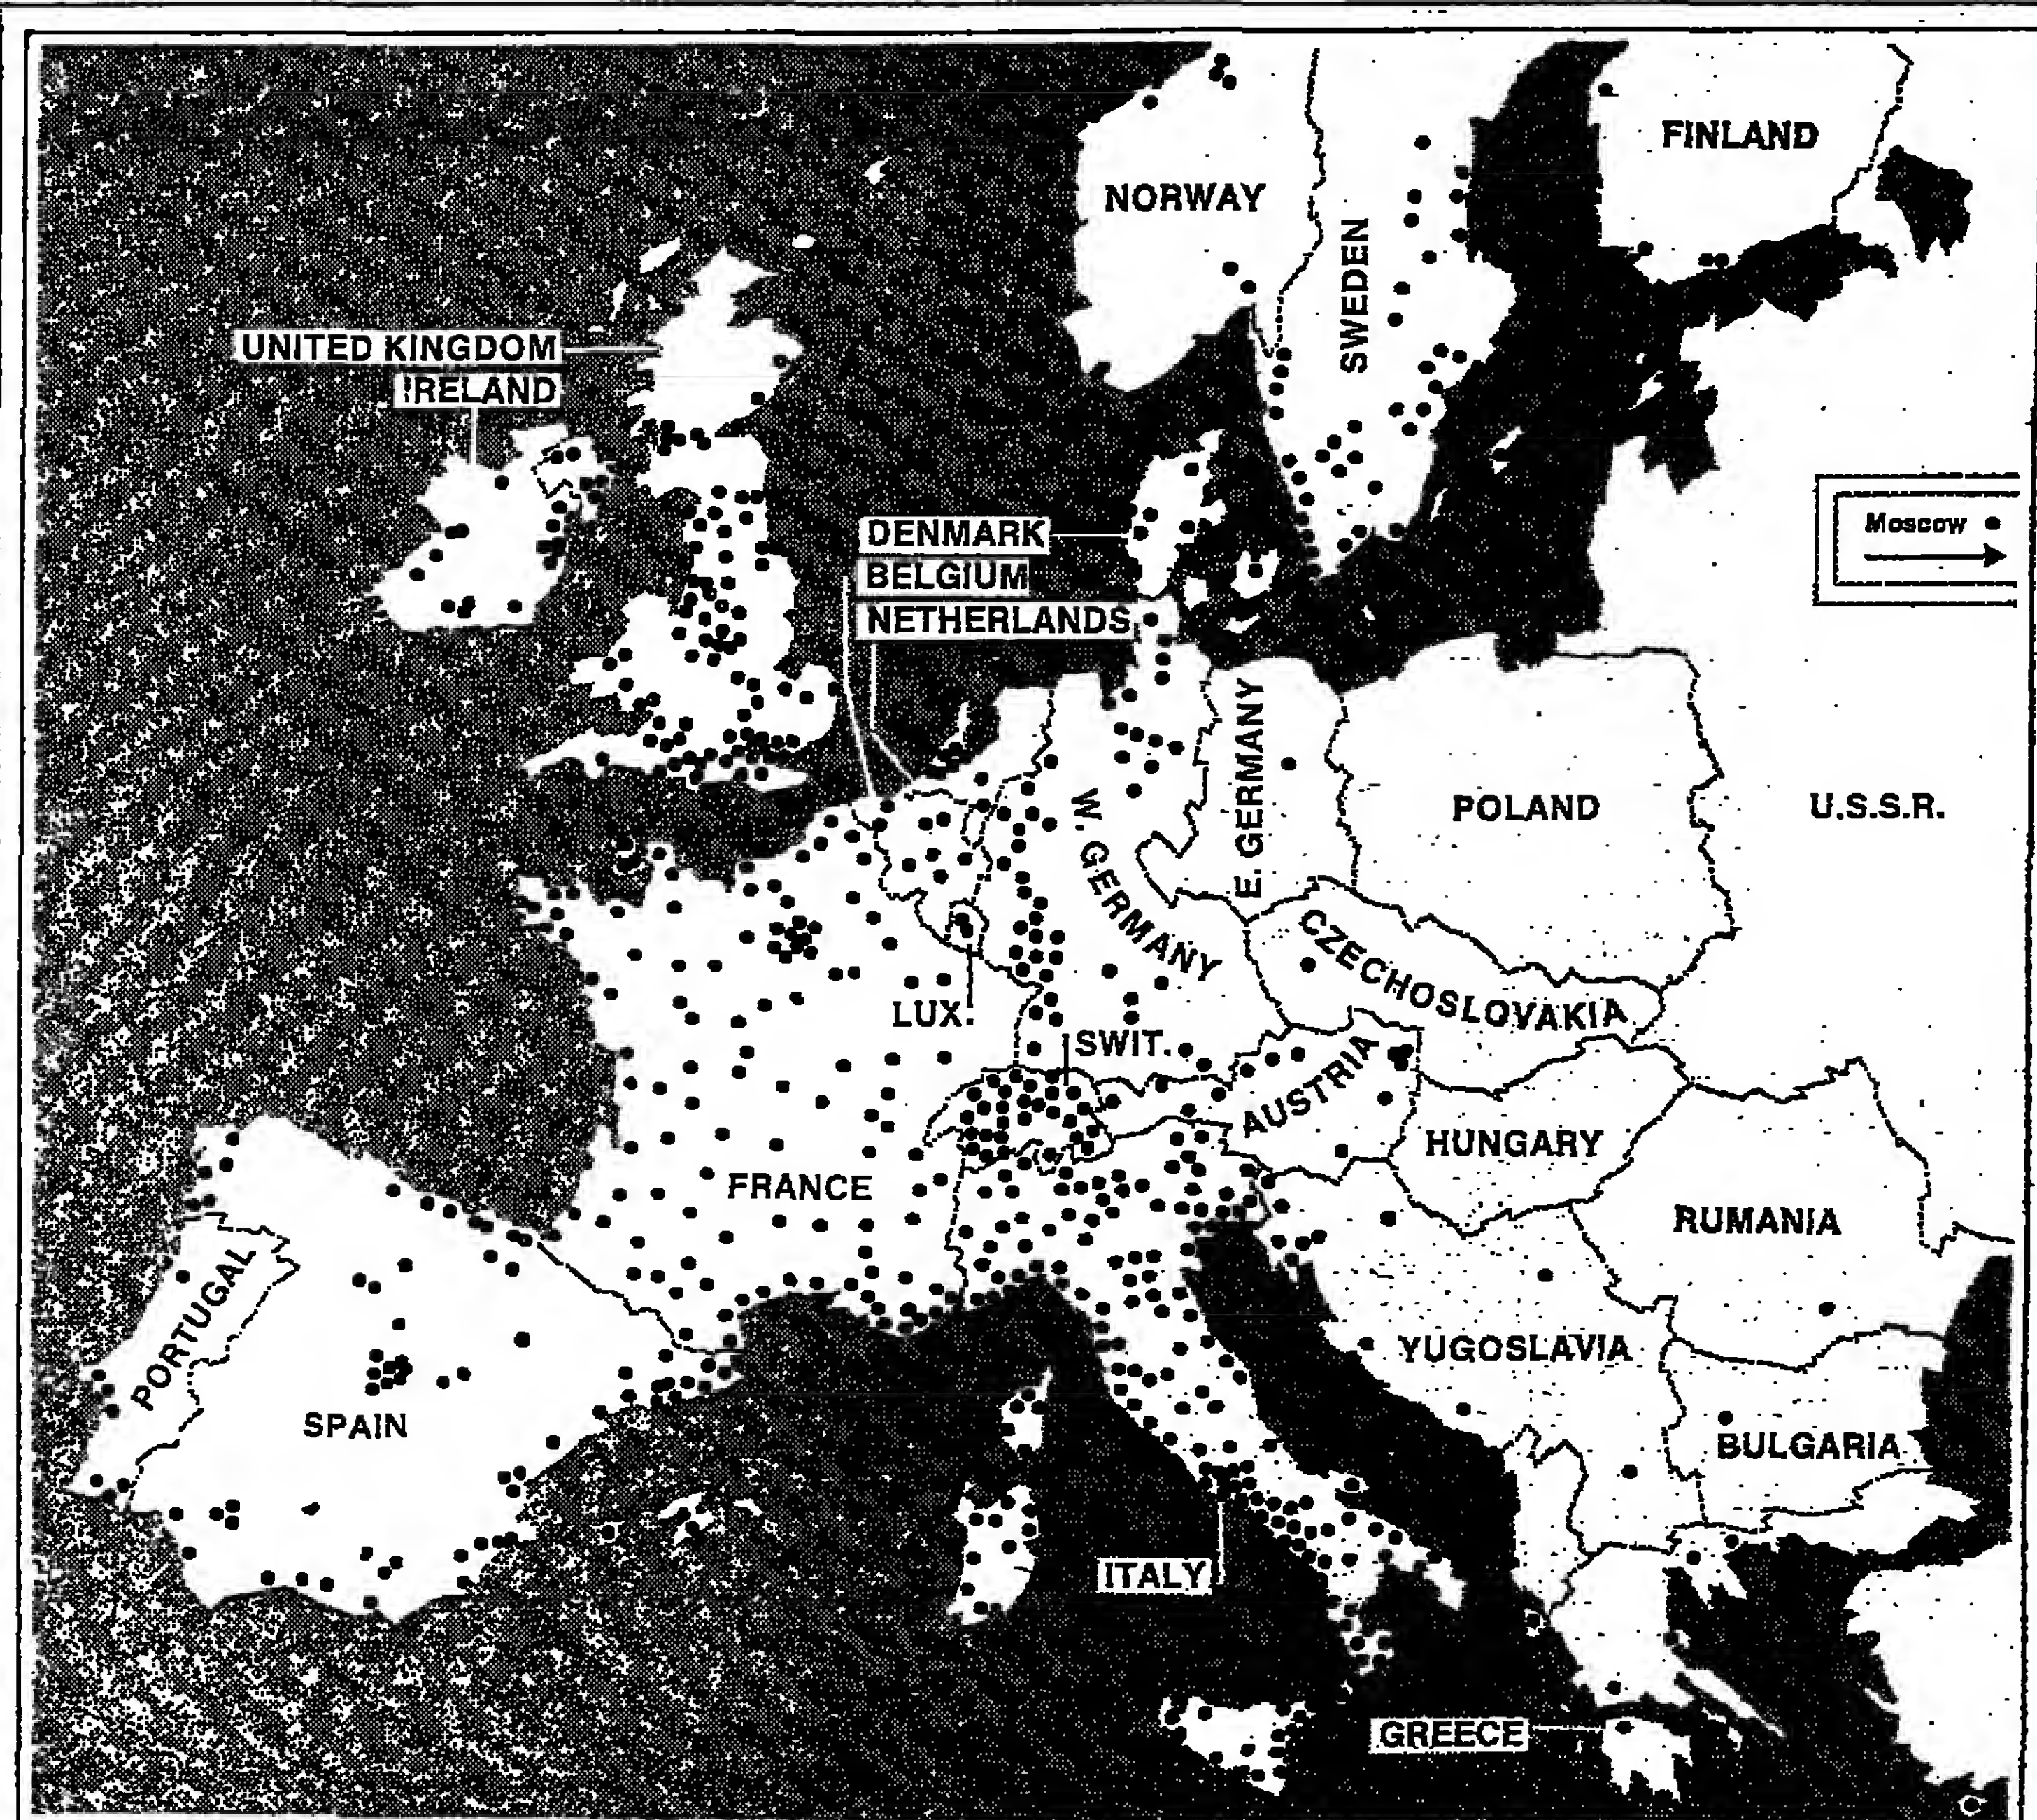 FINLAND
NORWAY
SWEDEN
UNITED KINGDOM
IRELAND
DENMARK
BELGIUM
NETHERLANDS
Moscow
W. GERMANY
E. GERMANY
POLAND
U.S.S.R.
CZECHOSLOVAKIA
LUX.
SWIT.
AUSTRIA
HUNGARY
FRANCE
RUMANIA
PORTUGAL
SPAIN
YUGOSLAVIA
BULGARIA
ITALY
GREECE